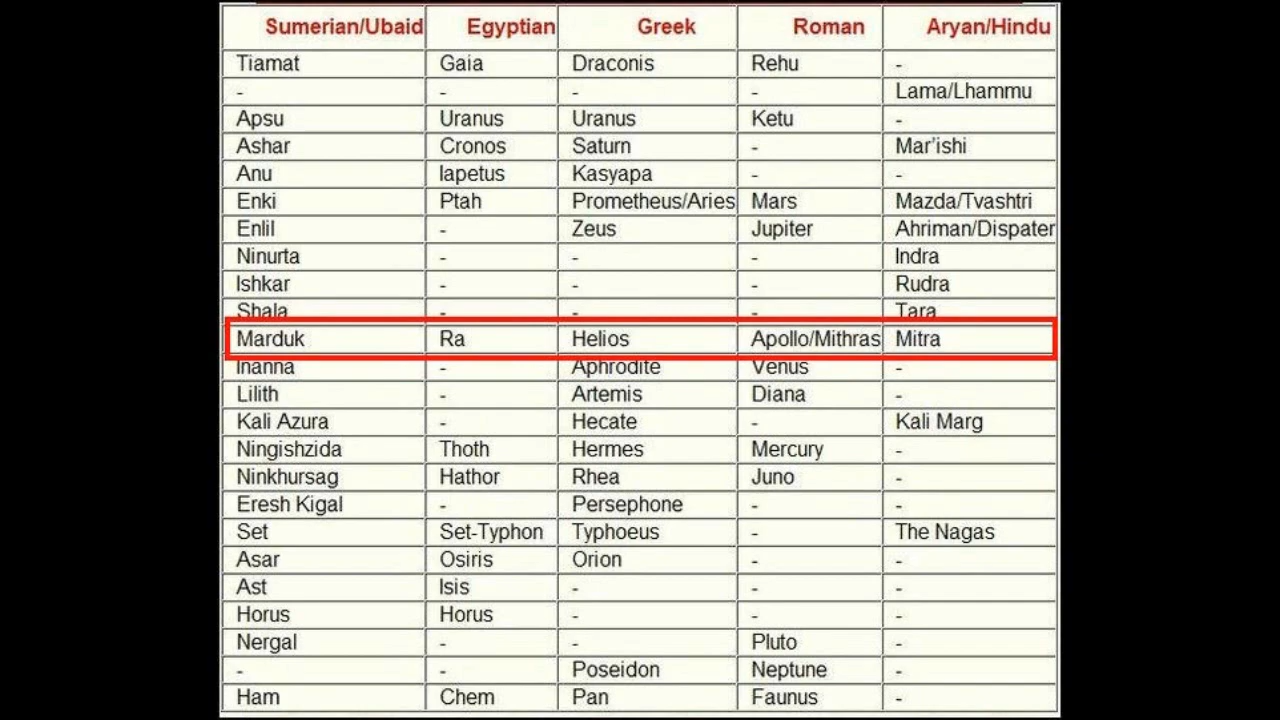 Sumerian/Ubaid Egyptian Greek Roman Aryan/Hindu
Tiamat Gaia Draconis Rehu -
- - - - Lama/Lhammu
Apsu Uranus Uranus Ketu -
Ashar Cronos Saturn - Mar'ishi
Anu Iapetus Kasyapa - -
Enki Ptah Prometheus/Aries Mars Mazda/Tvashtri
Enlil - Zeus Jupiter Ahriman/Dispater
Ninurta - - - Indra
Ishkar - - - Rudra
Shala - - - Tara
Marduk Ra Helios Apollo/Mithras Mitra
Inanna - Aphrodite Venus -
Lilith - Artemis Diana -
Kali Azura - Hecate - Kali Marg
Ningishzida Thoth Hermes Mercury -
Ninkhursag Hathor Rhea Juno -
Eresh Kigal - Persephone - -
Set Set-Typhon Typhoeus - The Nagas
Asar Osiris Orion - -
Ast Isis - - -
Horus Horus - - -
Nergal - - Pluto -
- - Poseidon Neptune -
Ham Chem Pan Faunus -